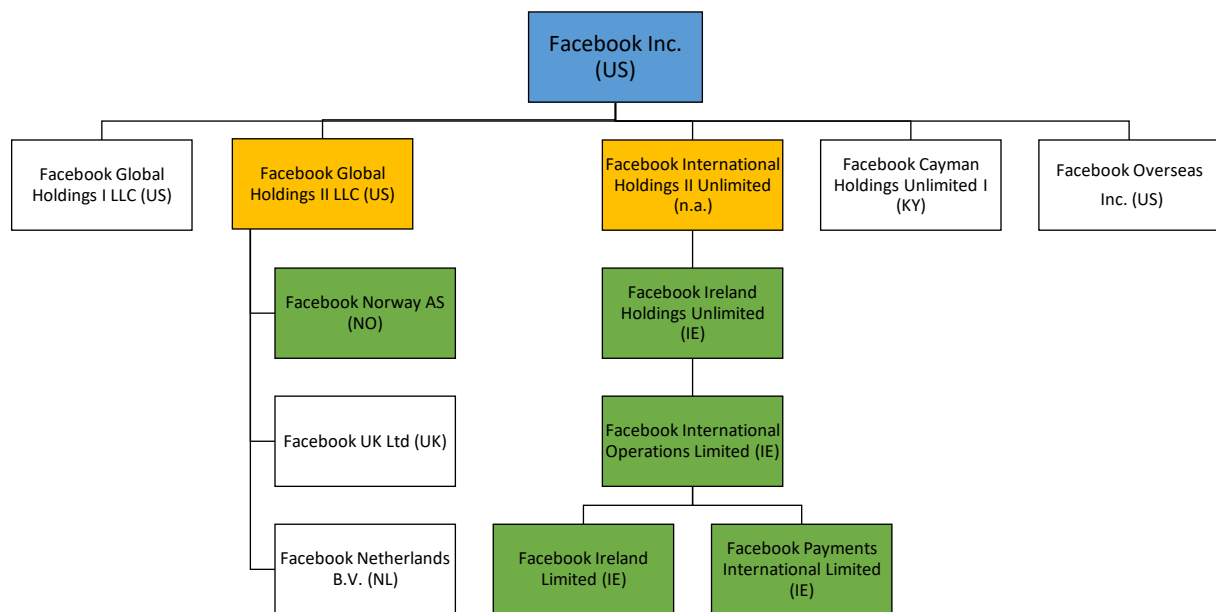 Facebook Inc.
(US)
Facebook Global
Holdings I LLC (US)
Facebook Global
Holdings II LLC (US)
Facebook International
Holdings II Unlimited
(n.a.)
Facebook Cayman
Holdings Unlimited I
(KY)
Facebook Overseas
Inc. (US)
Facebook Norway AS
(NO)
Facebook Ireland
Holdings Unlimited
(IE)
Facebook UK Ltd (UK)
Facebook International
Operations Limited (IE)
Facebook Netherlands
B.V. (NL)
Facebook Ireland
Limited (IE)
Facebook Payments
International Limited
(IE)